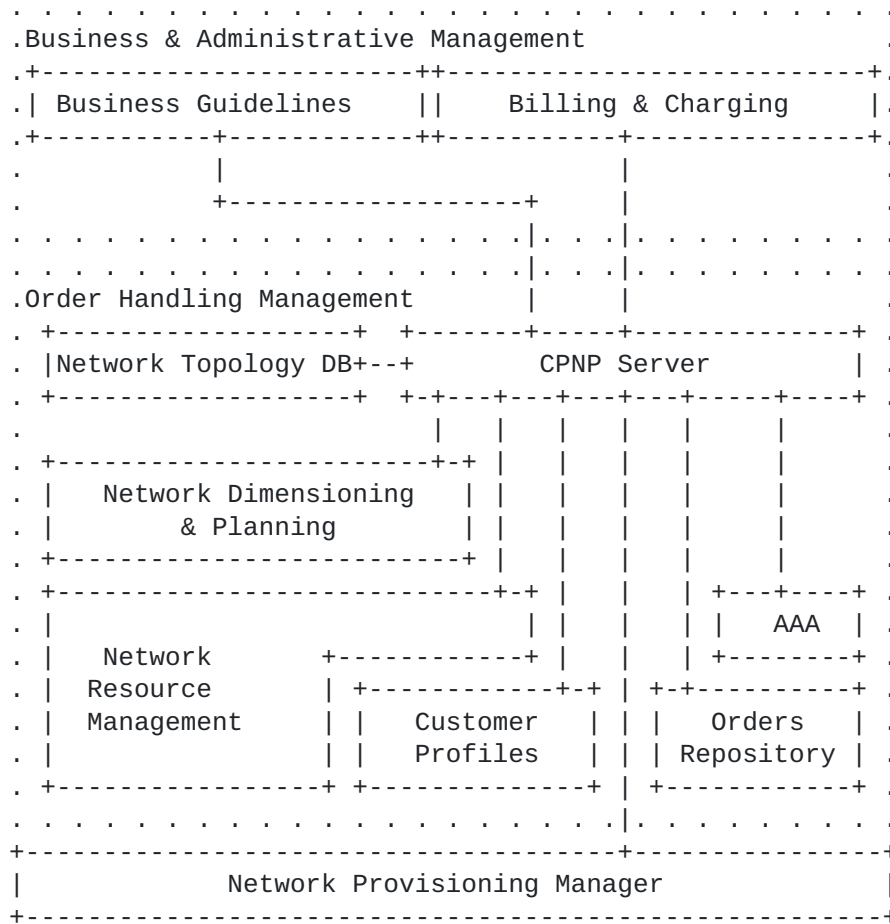 Business & Administrative Management
Business Guidelines Billing & Charging
Order Handling Management
Network Topology DB CPNP Server
Network Dimensioning
& Planning
AAA
Network
Resource Customer Orders
Management Profiles Repository
Network Provisioning Manager